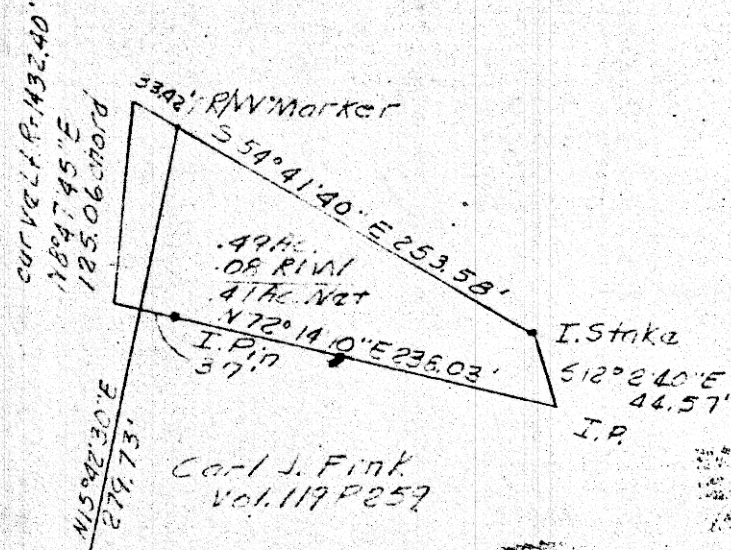 curve Lt R=1432.40'
N8°47'45"E
125.06 chord
33.42'
R/W Marker
S 54°41'40" E 253.58'
.49 Ac.
.08 R/W
.41 Ac. Net
N 72° 14' 10" E 236.03'
I. Pin
37'
I. Stake
S12°2'40"E
44.57'
I.P.
N15°42'30"E
279.73'
Carl J. Fink
Vol. 119 P 259